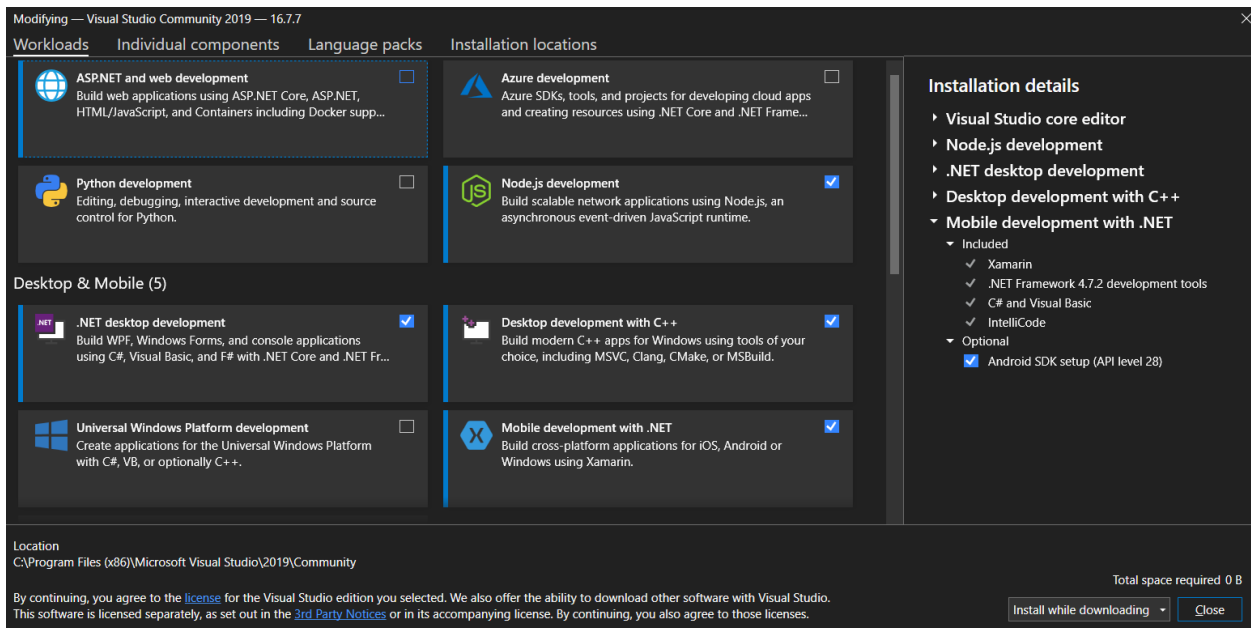 Modifying — Visual Studio Community 2019 — 16.7.7
Workloads
Individual components
Language packs
Installation locations
ASP.NET and web development
Build web applications using ASP.NET Core, ASP.NET,
HTML/JavaScript, and Containers including Docker supp...
Azure development
Azure SDKs, tools, and projects for developing cloud apps
and creating resources using .NET Core and .NET Frame...
Python development
Editing, debugging, interactive development and source
control for Python.
Node.js development
Build scalable network applications using Node.js, an
asynchronous event-driven JavaScript runtime.
Desktop & Mobile (5)
.NET
.NET desktop development
Build WPF, Windows Forms, and console applications
using C#, Visual Basic, and F# with .NET Core and .NET Fr...
Desktop development with C++
Build modern C++ apps for Windows using tools of your
choice, including MSVC, Clang, CMake, or MSBuild.
Universal Windows Platform development
Create applications for the Universal Windows Platform
with C#, VB, or optionally C++.
Mobile development with .NET
Build cross-platform applications for iOS, Android or
Windows using Xamarin.
Installation details
Visual Studio core editor
Node.js development
.NET desktop development
Desktop development with C++
Mobile development with .NET
Included
Xamarin
.NET Framework 4.7.2 development tools
C# and Visual Basic
IntelliCode
Optional
Android SDK setup (API level 28)
Location
C:\Program Files (x86)\Microsoft Visual Studio\2019\Community
By continuing, you agree to the license for the Visual Studio edition you selected. We also offer the ability to download other software with Visual Studio.
This software is licensed separately, as set out in the 3rd Party Notices or in its accompanying license. By continuing, you also agree to those licenses.
Total space required 0 B
Install while downloading
Close